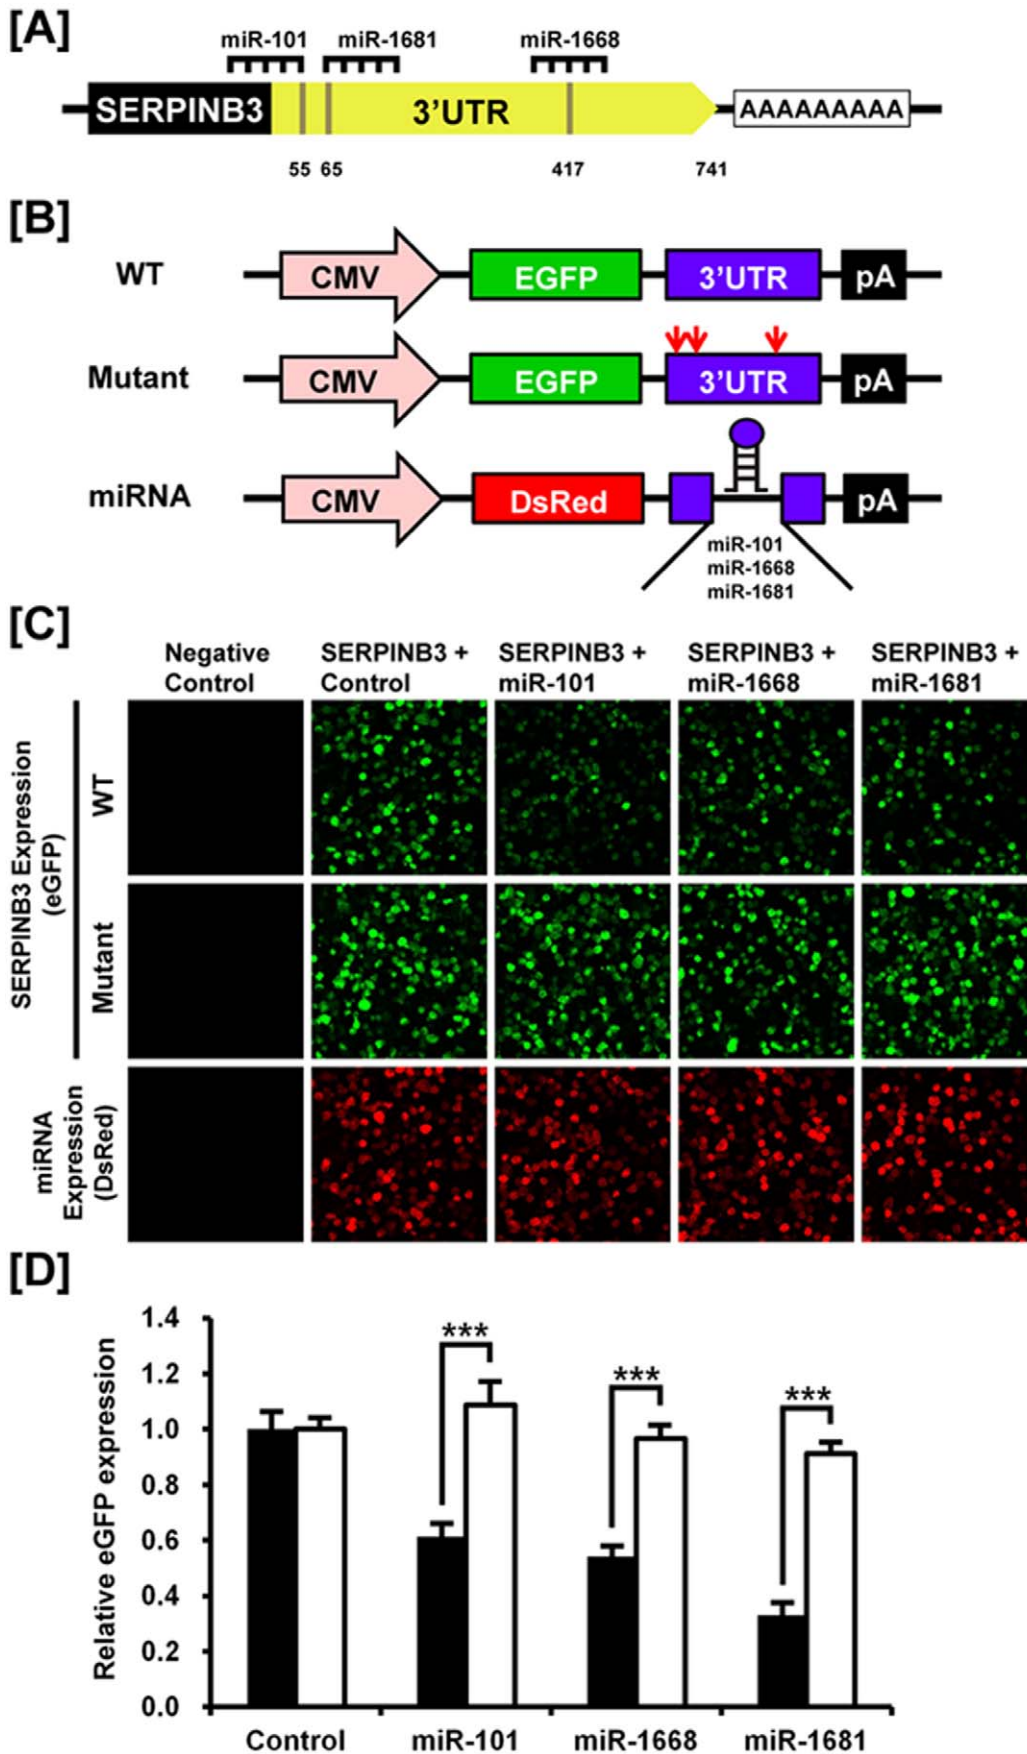 [A]
miR-101 miR-1681 miR-1668
SERPINB3 3’UTR AAAAAAAAA
55 65 417 741
[B]
WT CMV EGFP 3’UTR pA
Mutant CMV EGFP 3’UTR pA
miRNA CMV DsRed pA
miR-101
miR-1668
miR-1681
[C]
Negative Control
SERPINB3 + Control
SERPINB3 + miR-101
SERPINB3 + miR-1668
SERPINB3 + miR-1681
SERPINB3 Expression
(eGFP)
WT
Mutant
miRNA
Expression
(DsRed)
[D]
Relative eGFP expression
1.4
1.2
1.0
0.8
0.6
0.4
0.2
0.0
***
***
***
Control miR-101 miR-1668 miR-1681